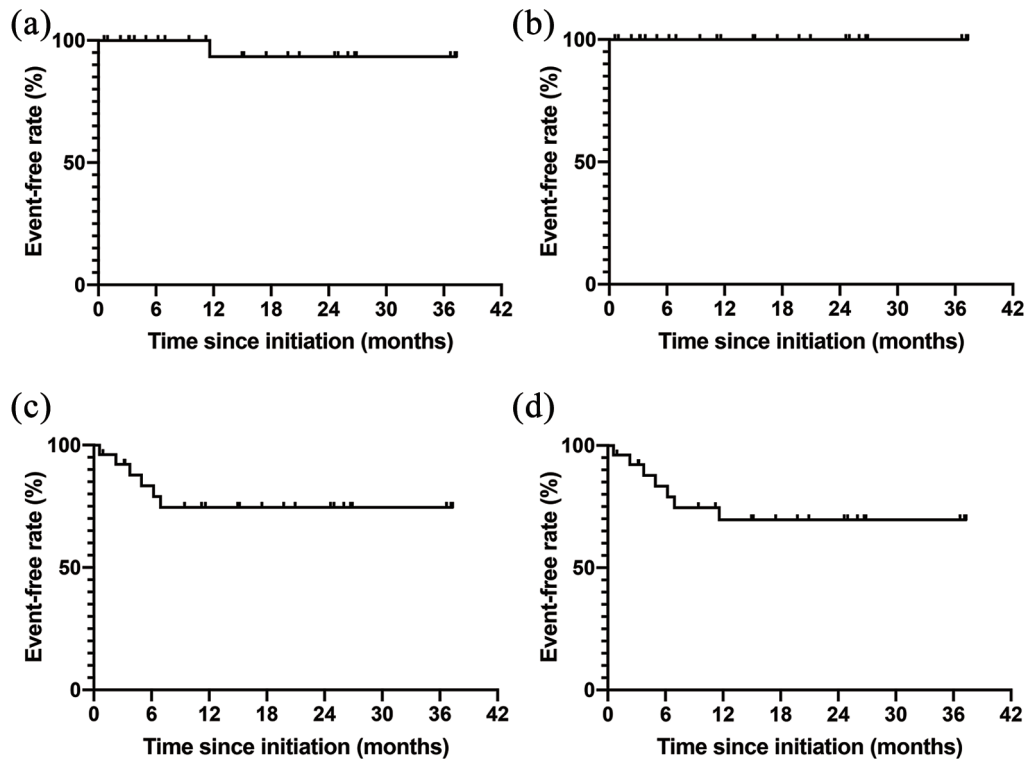 (a)
100
50
0
Event-free rate (%)
0 6 12 18 24 30 36 42
Time since initiation (months)
(b)
100
50
0
Event-free rate (%)
0 6 12 18 24 30 36 42
Time since initiation (months)
(c)
100
50
0
Event-free rate (%)
0 6 12 18 24 30 36 42
Time since initiation (months)
(d)
100
50
0
Event-free rate (%)
0 6 12 18 24 30 36 42
Time since initiation (months)